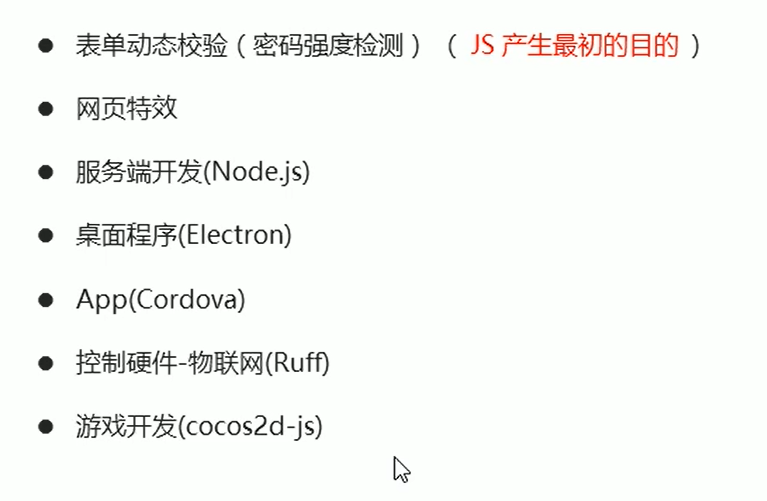 ● 表单动态校验（密码强度检测）（ JS 产生最初的目的 ）
● 网页特效
● 服务端开发(Node.js)
● 桌面程序(Electron)
● App(Cordova)
● 控制硬件-物联网(Ruff)
● 游戏开发(cocos2d-js)